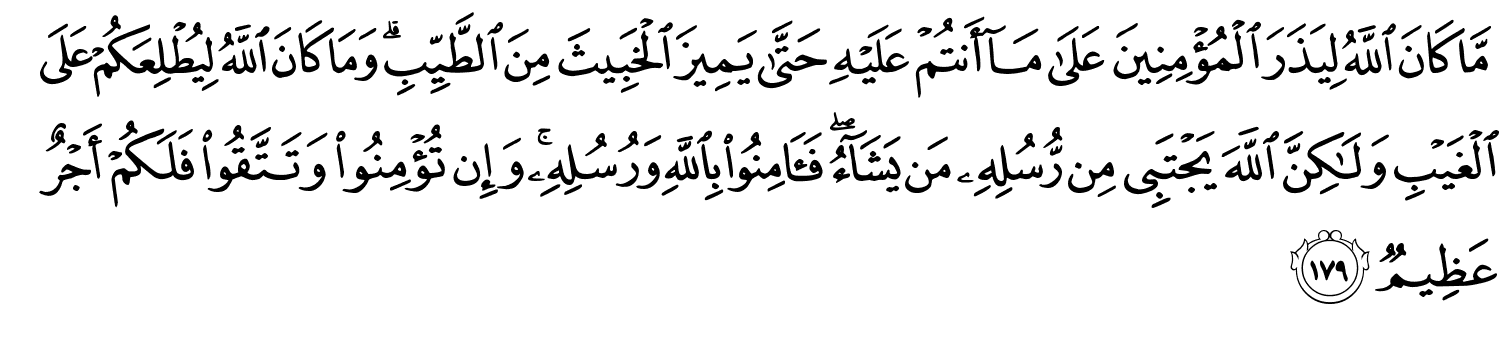 مَّا كَانَ ٱللَّهُ لِيَذَرَ ٱلْمُؤْمِنِينَ عَلَىٰ مَآ أَنتُمْ عَلَيْهِ حَتَّىٰ يَمِيزَ ٱلْخَبِيثَ مِنَ ٱلطَّيِّبِ ۗ وَمَا كَانَ ٱللَّهُ لِيُطْلِعَكُمْ عَلَى
ٱلْغَيْبِ وَلَـٰكِنَّ ٱللَّهَ يَجْتَبِى مِن رُّسُلِهِۦ مَن يَشَآءُ ۖ فَـَٔامِنُوا۟ بِٱللَّهِ وَرُسُلِهِۦ ۚ وَإِن تُؤْمِنُوا۟ وَتَتَّقُوا۟ فَلَكُمْ أَجْرٌ
عَظِيمٌ ١٧٩